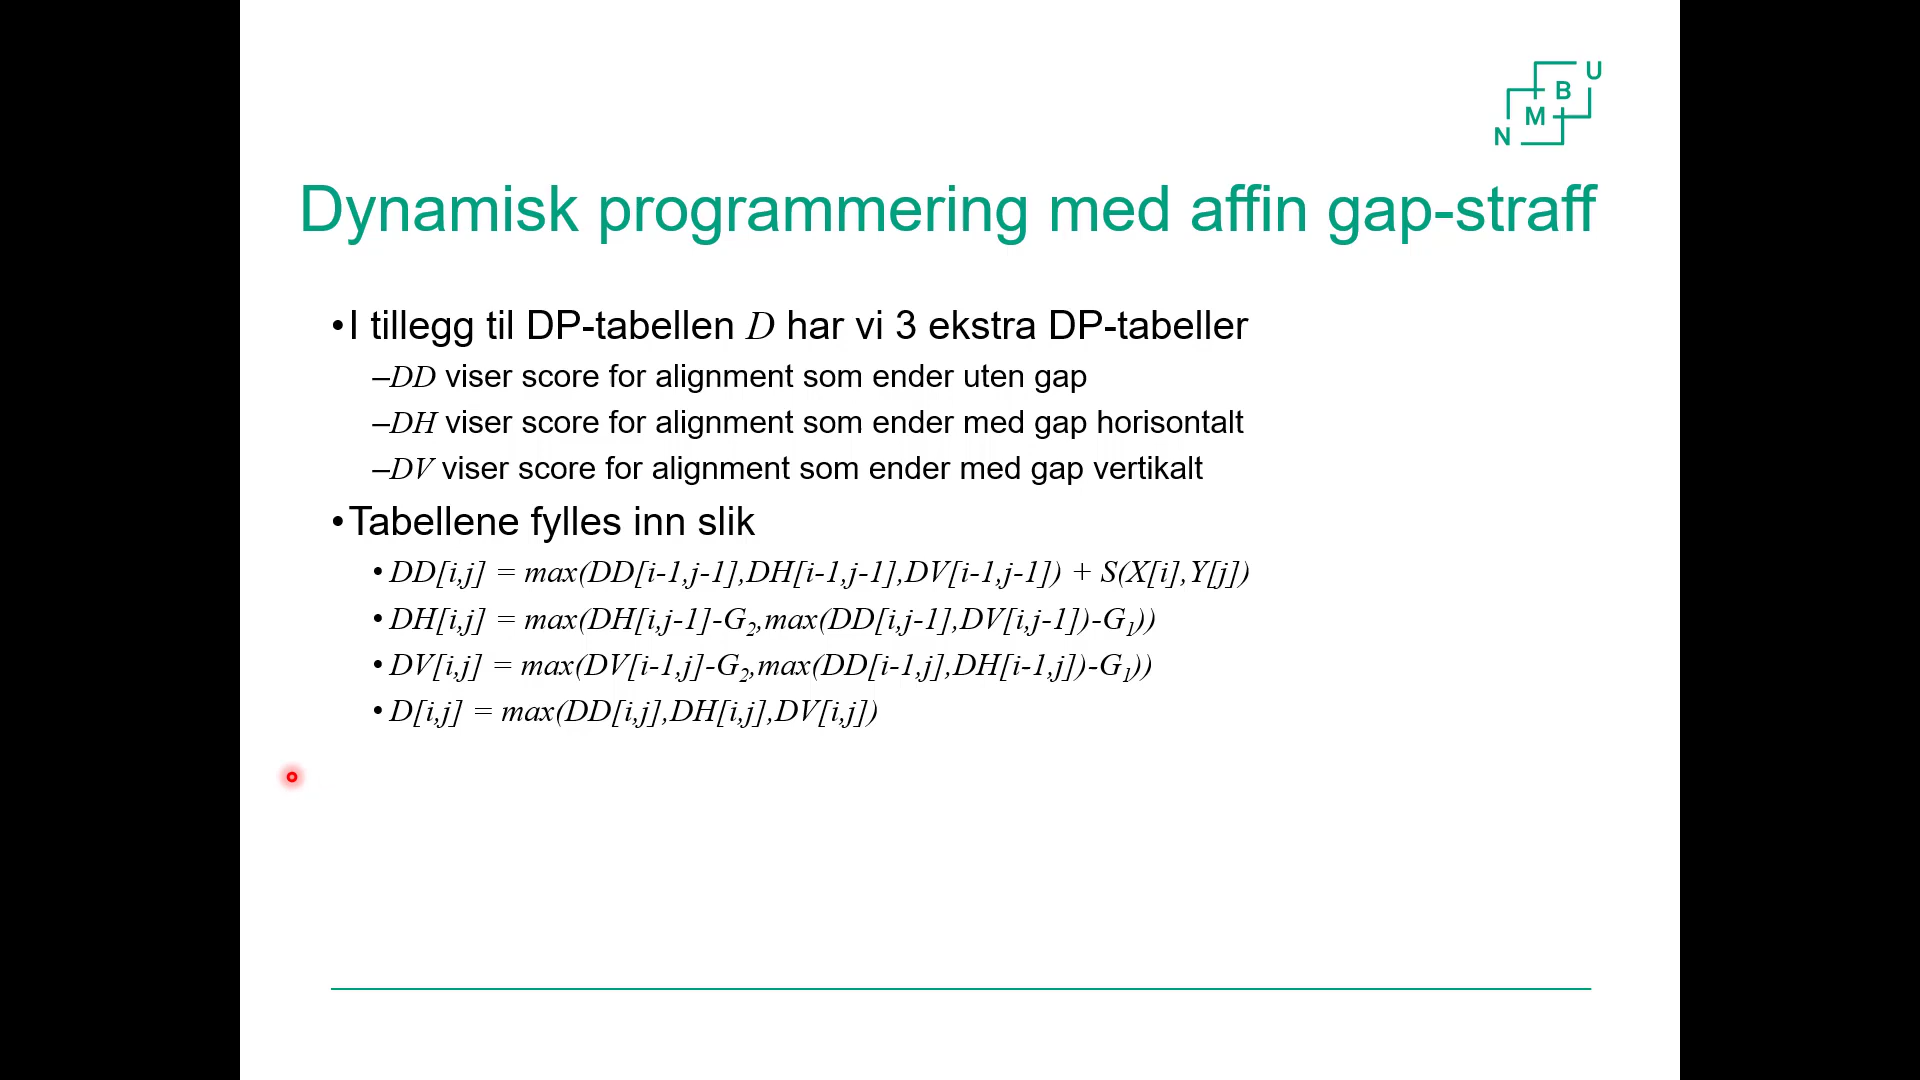 N M B U
Dynamisk programmering med affin gap-straff
•I tillegg til DP-tabellen D har vi 3 ekstra DP-tabeller
–DD viser score for alignment som ender uten gap
–DH viser score for alignment som ender med gap horisontalt
–DV viser score for alignment som ender med gap vertikalt
•Tabellene fylles inn slik
• DD[i,j] = max(DD[i-1,j-1],DH[i-1,j-1],DV[i-1,j-1]) + S(X[i],Y[j])
• DH[i,j] = max(DH[i,j-1]-G₂,max(DD[i,j-1],DV[i,j-1])-G₁))
• DV[i,j] = max(DV[i-1,j]-G₂,max(DD[i-1,j],DH[i-1,j])-G₁))
• D[i,j] = max(DD[i,j],DH[i,j],DV[i,j])